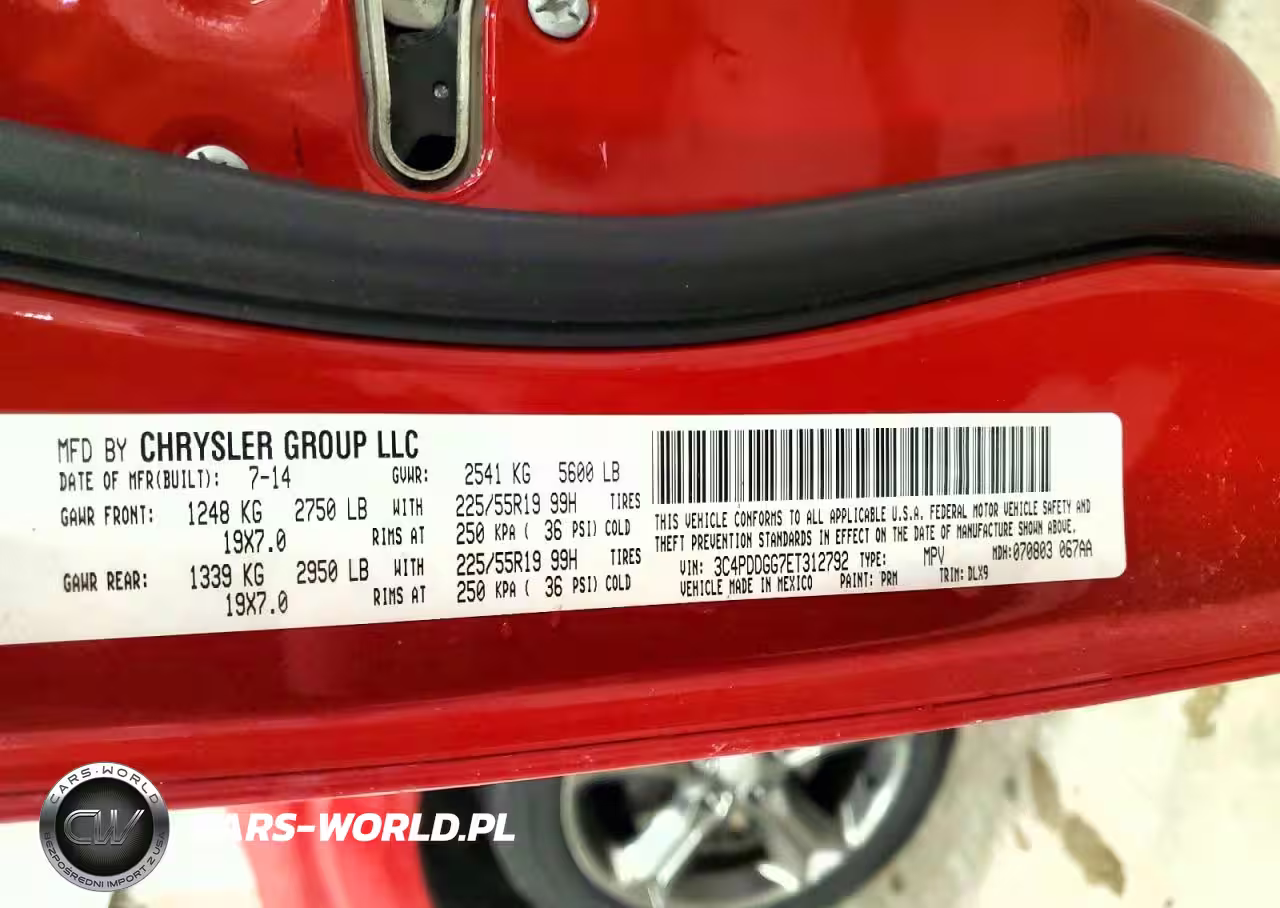 MFD BY CHRYSLER GROUP LLC
DATE OF MFR(BUILT): 7-14 GVWR: 2541 KG 5600 LB
GAWR FRONT: 1248 KG 2750 LB WITH 225/55R19 99H TIRES
19X7.0 RIMS AT 250 KPA ( 36 PSI) COLD
GAWR REAR: 1339 KG 2950 LB WITH 225/55R19 99H TIRES
19X7.0 RIMS AT 250 KPA ( 36 PSI) COLD
THIS VEHICLE CONFORMS TO ALL APPLICABLE U.S.A. FEDERAL MOTOR VEHICLE SAFETY AND
THEFT PREVENTION STANDARDS IN EFFECT ON THE DATE OF MANUFACTURE SHOWN ABOVE.
VIN: 3C4PDDGG7ET312792 TYPE: MPV MDH:070803 067AA
VEHICLE MADE IN MEXICO PAINT: PRM TRIM: DLX9
CARS-WORLD
CW
BEZPOŚREDNI IMPORT Z USA
CARS-WORLD.PL